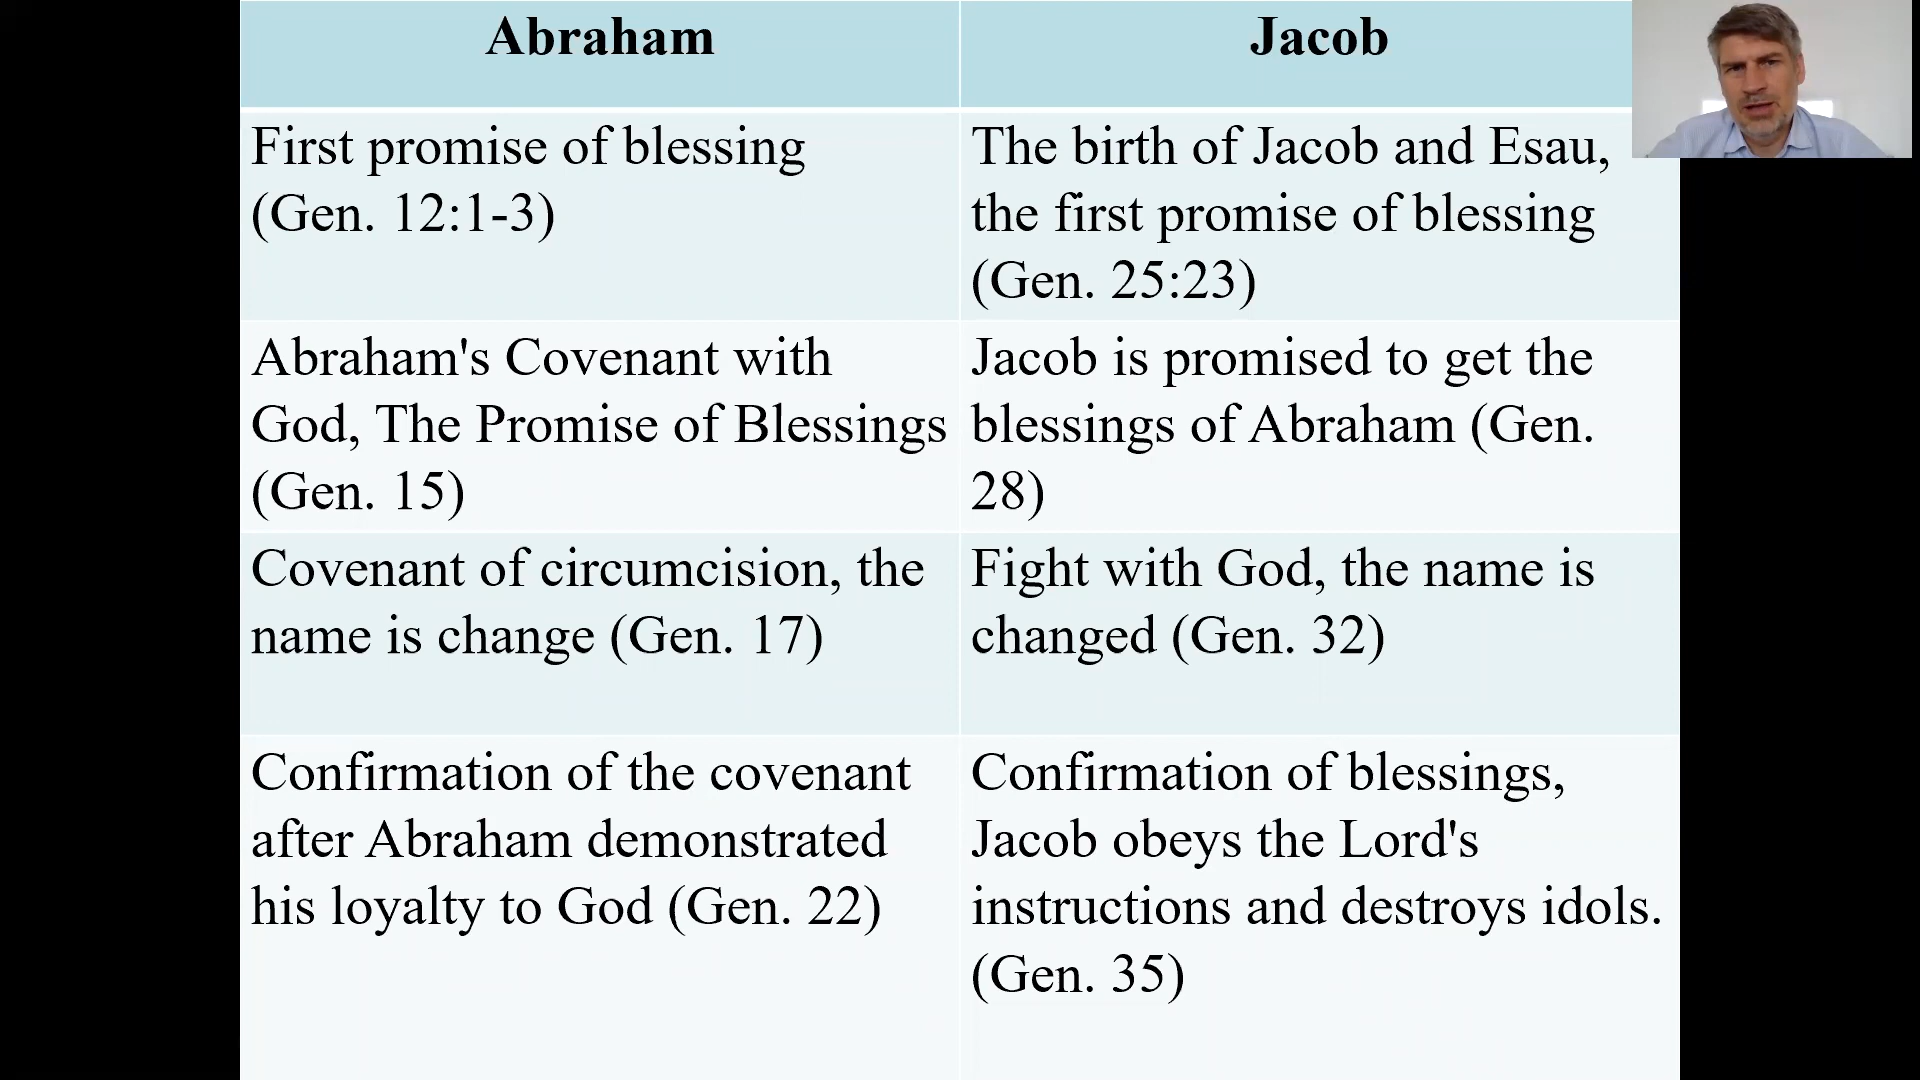 Abraham
Jacob
First promise of blessing
(Gen. 12:1-3)
The birth of Jacob and Esau,
the first promise of blessing
(Gen. 25:23)
Abraham's Covenant with
God, The Promise of Blessings
(Gen. 15)
Jacob is promised to get the
blessings of Abraham (Gen.
28)
Covenant of circumcision, the
name is change (Gen. 17)
Fight with God, the name is
changed (Gen. 32)
Confirmation of the covenant
after Abraham demonstrated
his loyalty to God (Gen. 22)
Confirmation of blessings,
Jacob obeys the Lord's
instructions and destroys idols.
(Gen. 35)